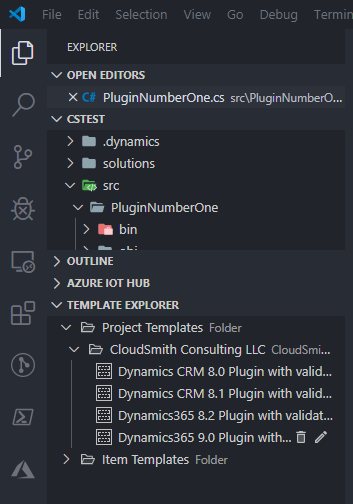 File Edit Selection View Go Debug Termin
EXPLORER
OPEN EDITORS
C# PluginNumberOne.cs src\PluginNumberO...
CSTEST
.dynamics
solutions
src
PluginNumberOne
bin
obj
OUTLINE
AZURE IOT HUB
TEMPLATE EXPLORER
Project Templates Folder
CloudSmith Consulting LLC CloudSmi...
Dynamics CRM 8.0 Plugin with valid...
Dynamics CRM 8.1 Plugin with valid...
Dynamics365 8.2 Plugin with validat...
Dynamics365 9.0 Plugin with...
Item Templates Folder